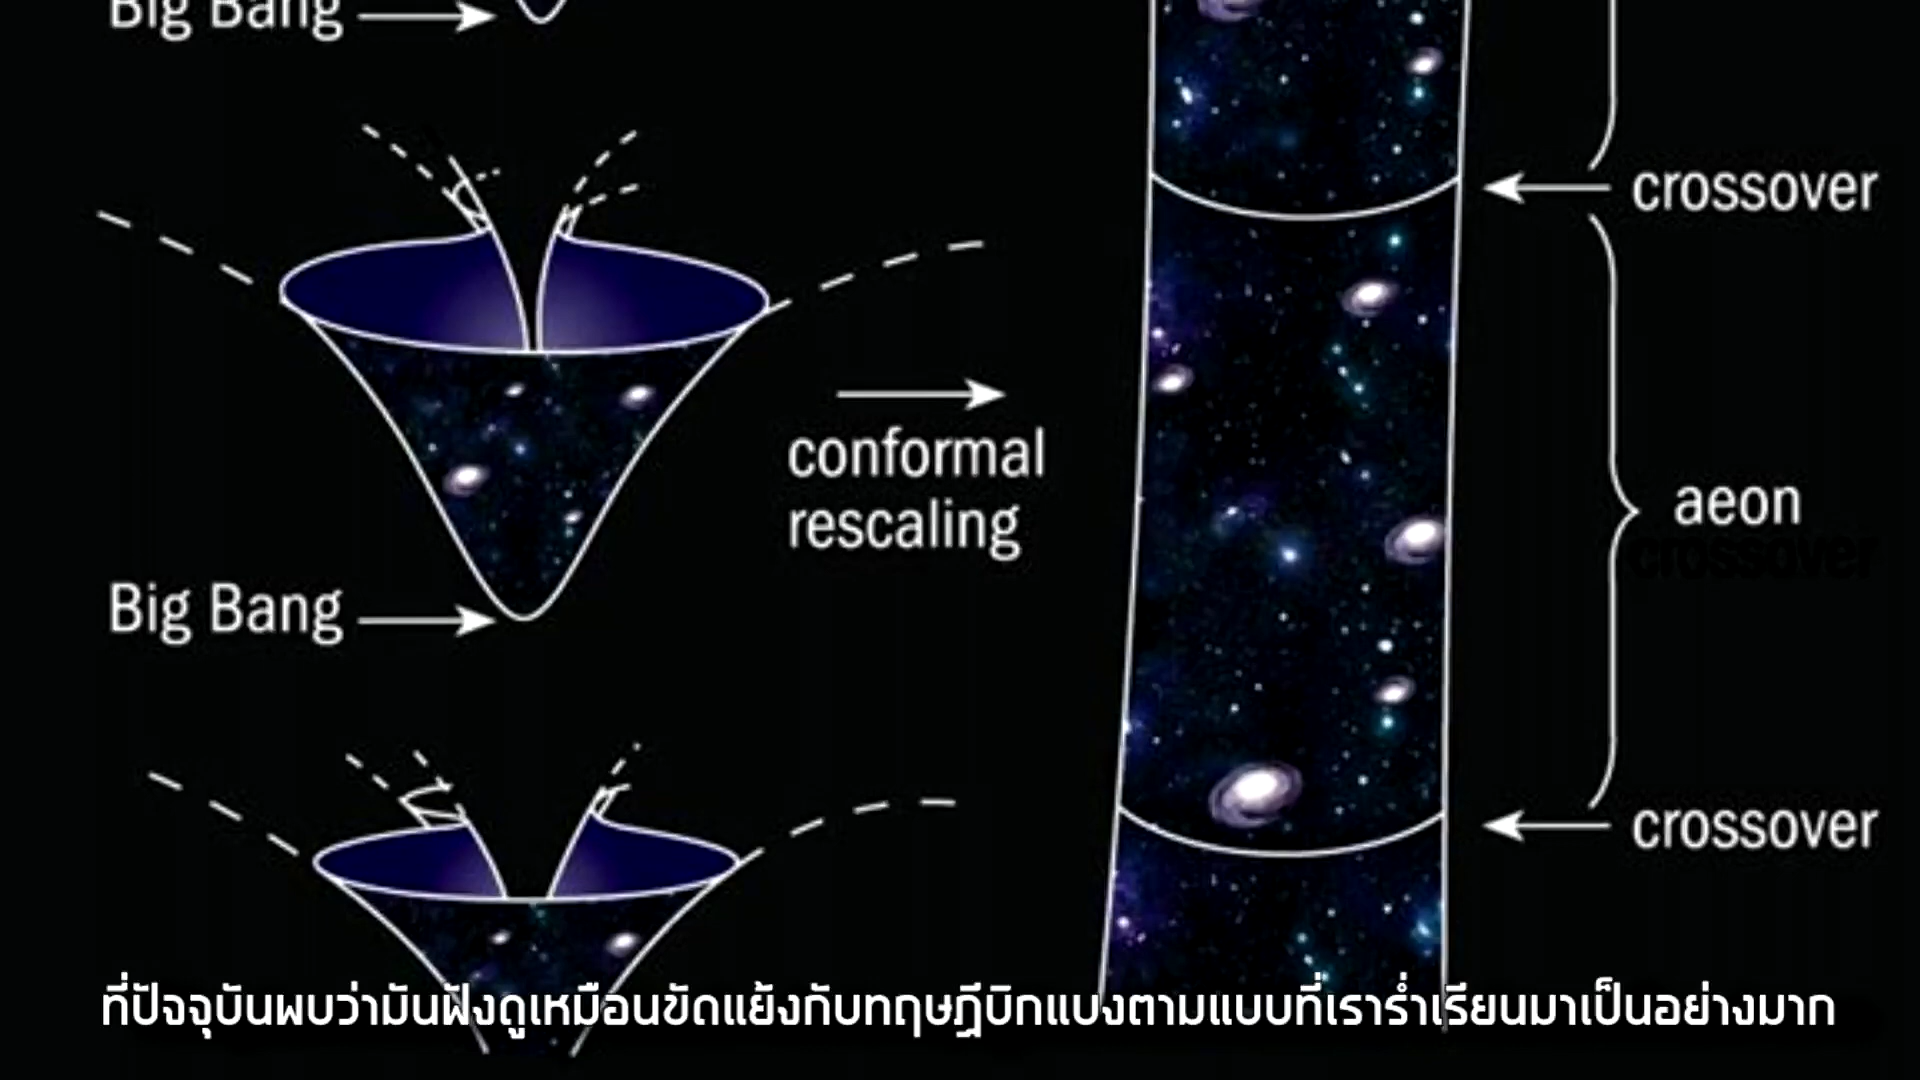 Big Bang
crossover
conformal
rescaling
aeon
crossover
Big Bang
crossover
ที่ปัจจุบันพบว่ามันฟังดูเหมือนขัดแย้งกับทฤษฎีบิกแบงตามแบบที่เราร่ำเรียนมาเป็นอย่างมาก